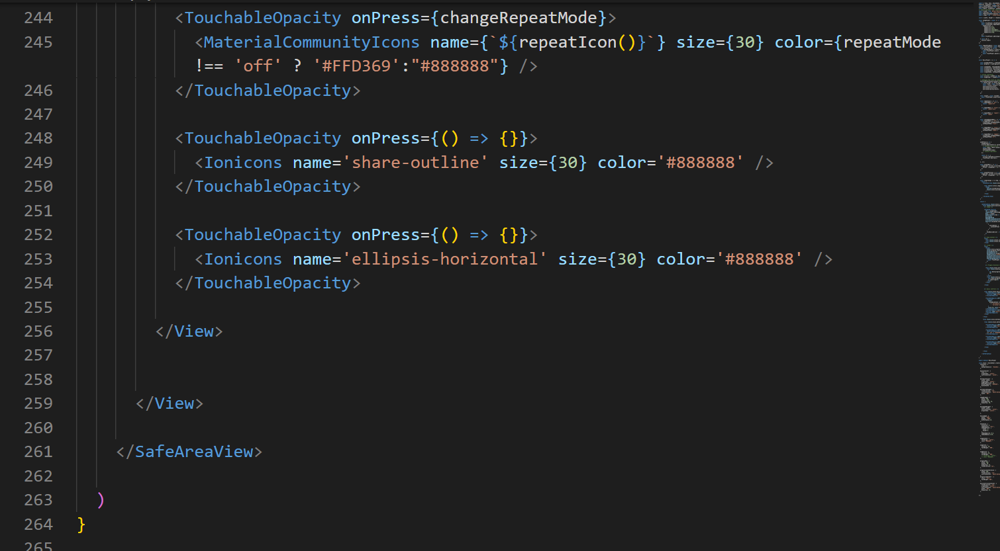 244 <TouchableOpacity onPress={changeRepeatMode}>
245 <MaterialCommunityIcons name={`${repeatIcon()}`} size={30} color={repeatMode
!== 'off' ? '#FFD369':"#888888"} />
246 </TouchableOpacity>
247
248 <TouchableOpacity onPress={() => {}}>
249 <Ionicons name='share-outline' size={30} color='#888888' />
250 </TouchableOpacity>
251
252 <TouchableOpacity onPress={() => {}}>
253 <Ionicons name='ellipsis-horizontal' size={30} color='#888888' />
254 </TouchableOpacity>
255
256 </View>
257
258
259 </View>
260
261 </SafeAreaView>
262
263 )
264 }
265